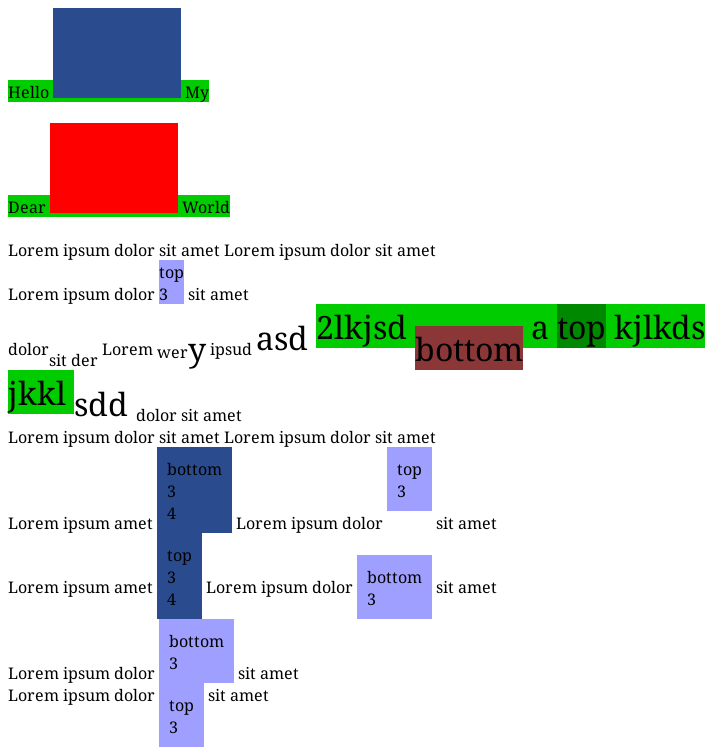 Hello My
Dear World
Lorem ipsum dolor sit amet Lorem ipsum dolor sit amet
top
Lorem ipsum dolor 3 sit amet
dolor sit der Lorem wer y ipsud asd 2lkjsd bottom a top kjlkds
jkkl sdd dolor sit amet
Lorem ipsum dolor sit amet Lorem ipsum dolor sit amet
bottom top
3 3
4
Lorem ipsum amet Lorem ipsum dolor sit amet
top
3 bottom
Lorem ipsum amet Lorem ipsum dolor sit amet
4 3
bottom
3
Lorem ipsum dolor sit amet
Lorem ipsum dolor sit amet
top
3